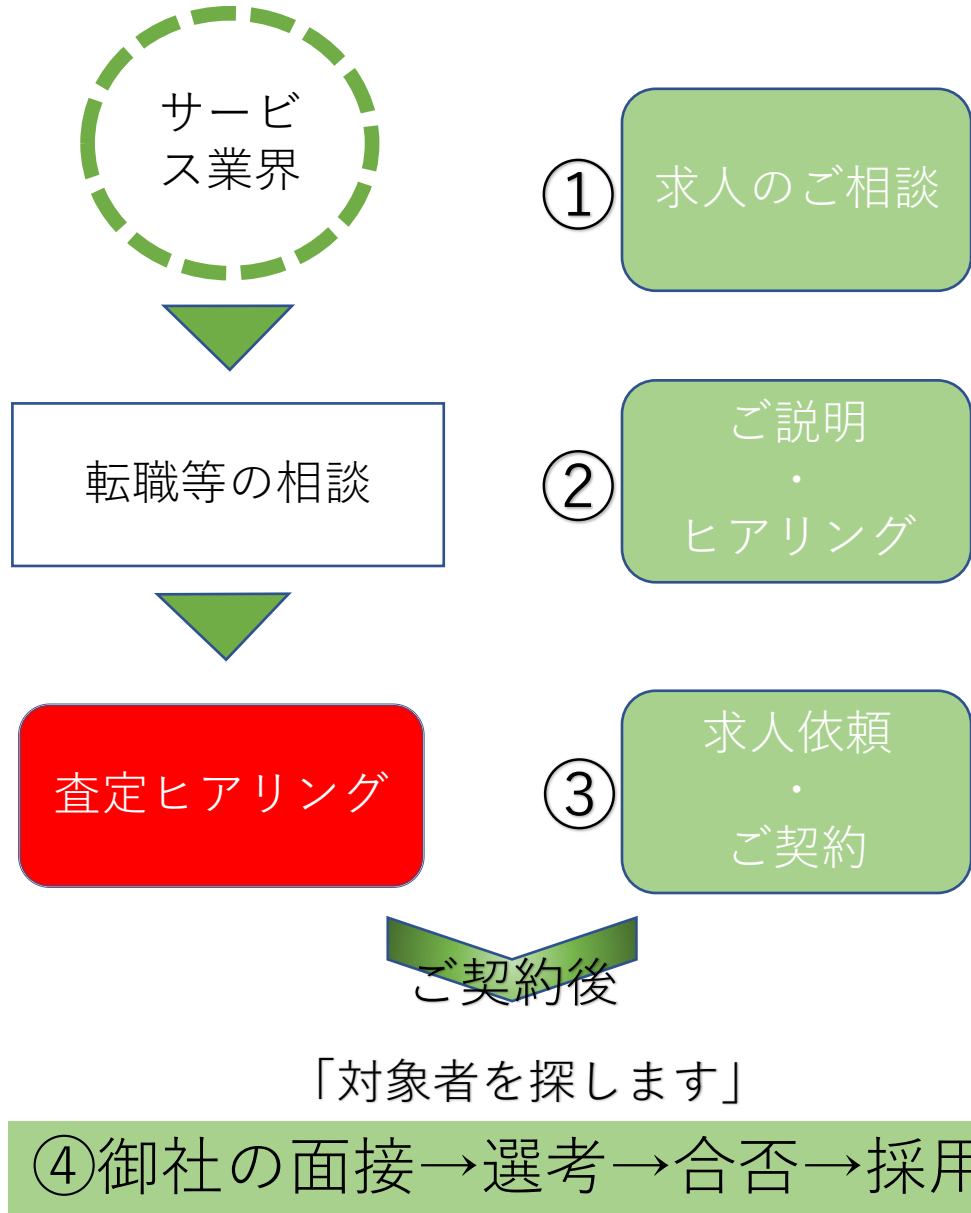 サービ
ス業界
転職等の相談
査定ヒアリング
①
求人のご相談
②
ご説明
・
ヒアリング
③
求人依頼
・
ご契約
ご契約後
「対象者を探します」
④御社の面接→選考→合否→採用